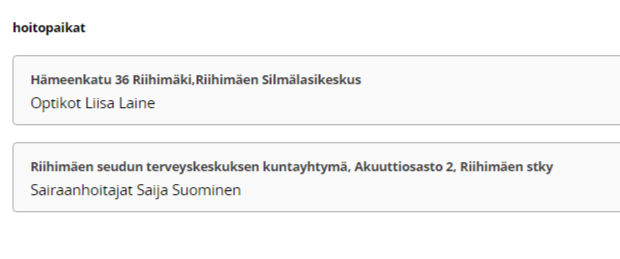 hoitopaikat
Hämeenkatu 36 Riihimäki,Riihimäen Silmälasikeskus
Optikot Liisa Laine
Riihimäen seudun terveyskeskuksen kuntayhtymä, Akuuttiosasto 2, Riihimäen stky
Sairaanhoitajat Saija Suominen